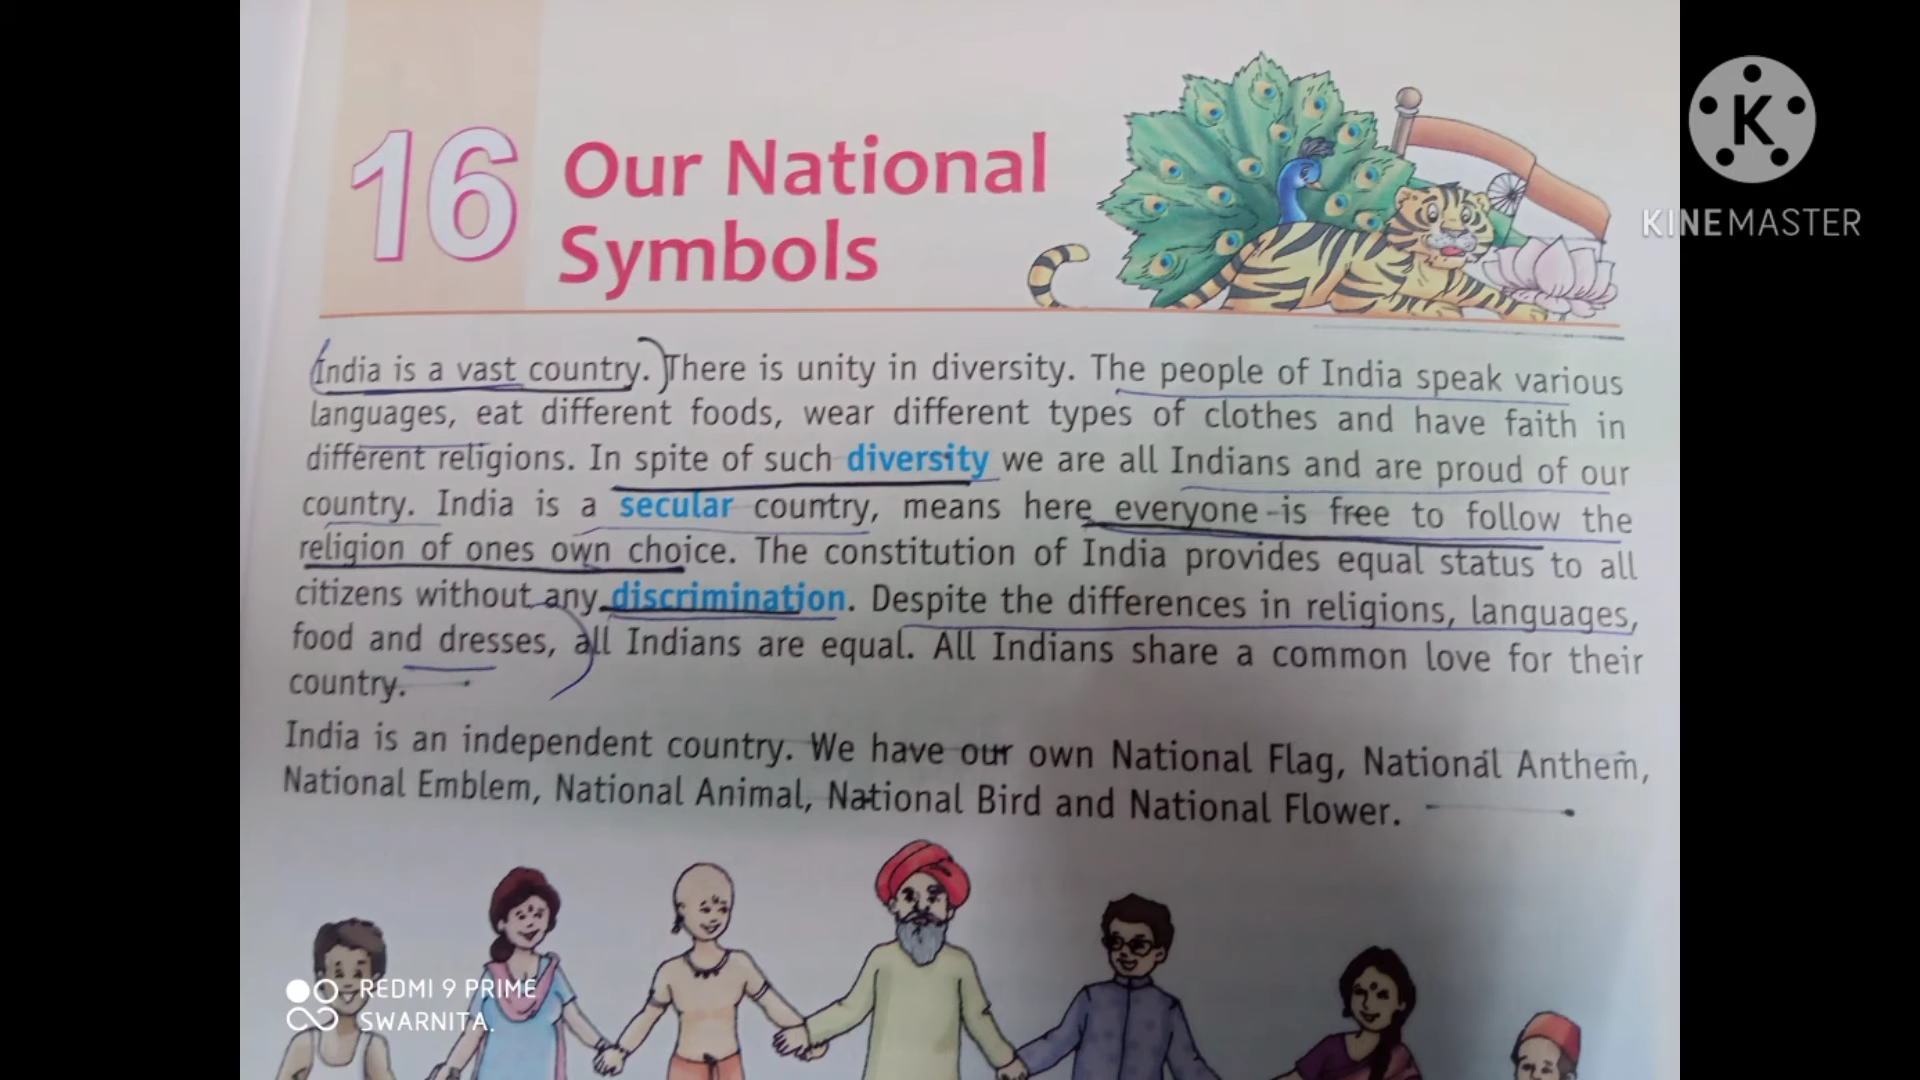 16 Our National
Symbols
India is a vast country. There is unity in diversity. The people of India speak various
languages, eat different foods, wear different types of clothes and have faith in
different religions. In spite of such diversity we are all Indians and are proud of our
country. India is a secular country, means here everyone is free to follow the
religion of ones own choice. The constitution of India provides equal status to all
citizens without any discrimination. Despite the differences in religions, languages,
food and dresses, all Indians are equal. All Indians share a common love for their
country.
India is an independent country. We have our own National Flag, National Anthem,
National Emblem, National Animal, National Bird and National Flower.
K
KINEMASTER
REDMI 9 PRIME
SWARNITA.